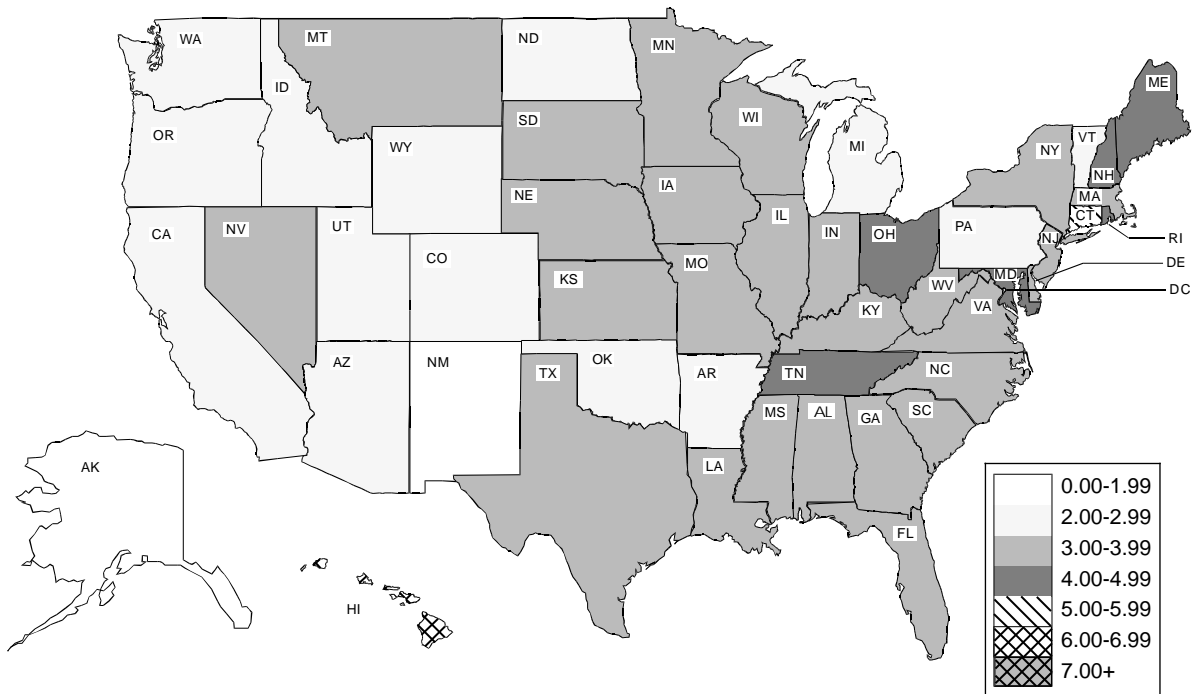 WA
MT
ND
MN
ME
ID
OR
SD
WI
VT
WY
MI
NY
NH
NE
IA
MA
CT
CA
NV
UT
IL
IN
OH
PA
NJ
RI
CO
KS
MO
WV
MD
DE
KY
VA
DC
AZ
NM
OK
AR
TN
NC
TX
MS
AL
GA
SC
LA
AK
FL
HI
0.00-1.99
2.00-2.99
3.00-3.99
4.00-4.99
5.00-5.99
6.00-6.99
7.00+